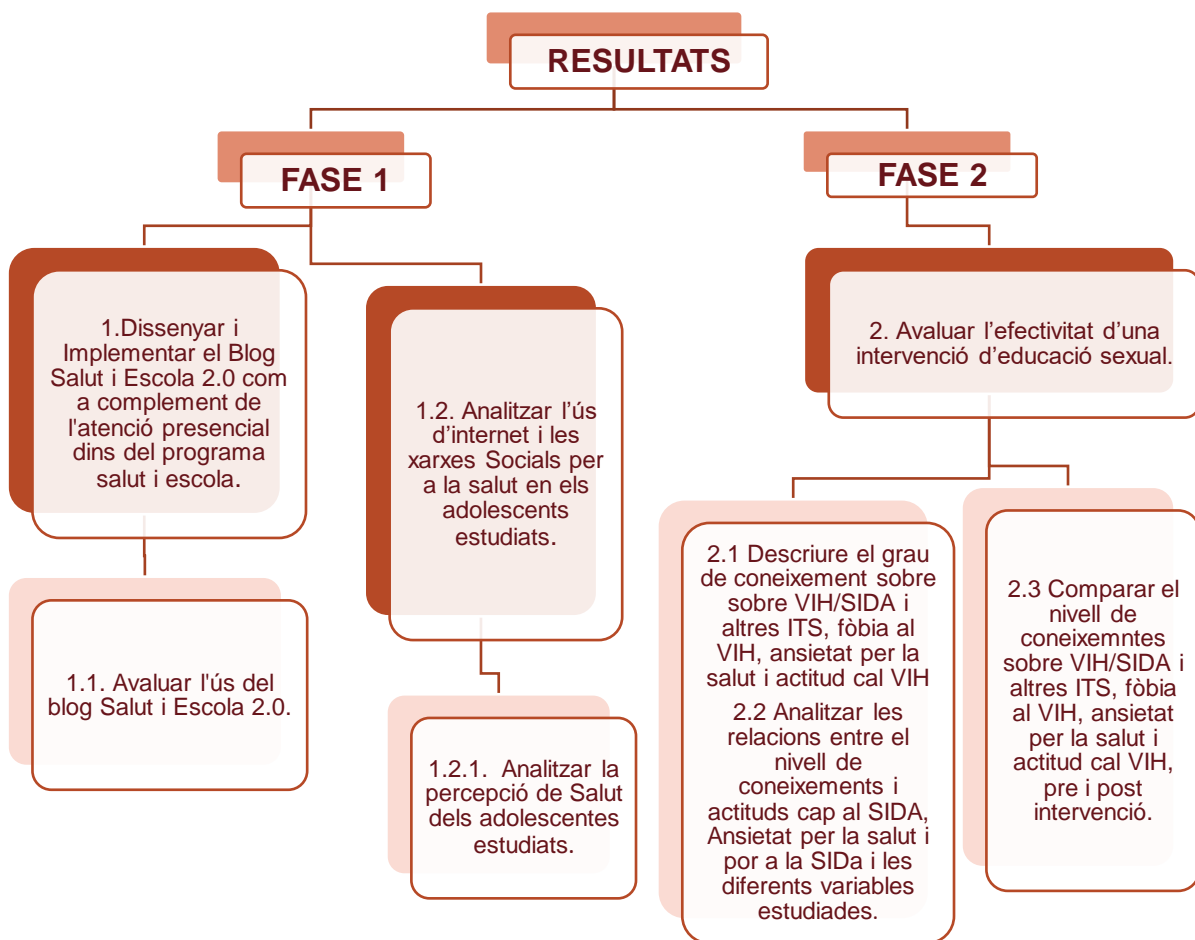 RESULTATS
FASE 1
FASE 2
1.Dissenyar i
Implementar el Blog
Salut i Escola 2.0 com
a complement de
l'atenció presencial
dins del programa
salut i escola.
1.1. Avaluar l'ús del
blog Salut i Escola 2.0.
1.2. Analitzar l'ús
d'internet i les
xarxes Socials per
a la salut en els
adolescents
estudiats.
1.2.1. Analitzar la
percepció de Salut
dels adolescentes
estudiats.
2. Avaluar l'efectivitat d'una
intervenció d'educació sexual.
2.1 Descriure el grau
de coneixement sobre
sobre VIH/SIDA i
altres ITS, fòbia al
VIH, ansietat per la
salut i actitud cal VIH
2.2 Analitzar les
relacions entre el
nivell de
coneixements i
actituds cap al SIDA,
Ansietat per la salut i
por a la SIDa i les
diferents variables
estudiades.
2.3 Comparar el
nivell de
coneixemntes
sobre VIH/SIDA i
altres ITS, fòbia
al VIH, ansietat
per la salut i
actitud cal VIH,
pre i post
intervenció.